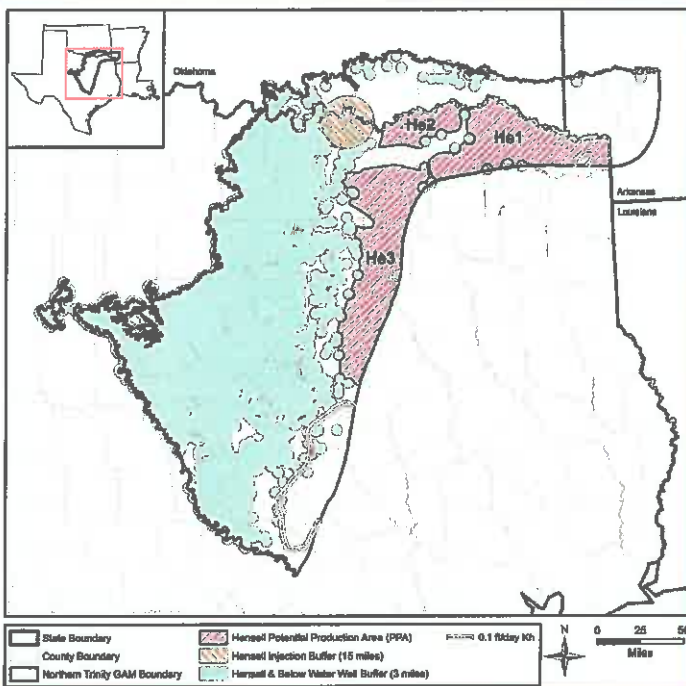 Oklahoma
He2
He1
He3
Arkansas
Louisiana
State Boundary
County Boundary
Northern Trinity GAM Boundary
Hensell Potential Production Area (PPA)
Hensell Injection Buffer (15 miles)
Hensell & Below Water Well Buffer (3 miles)
0.1 ft/day Kh
N
0 25 50
Miles